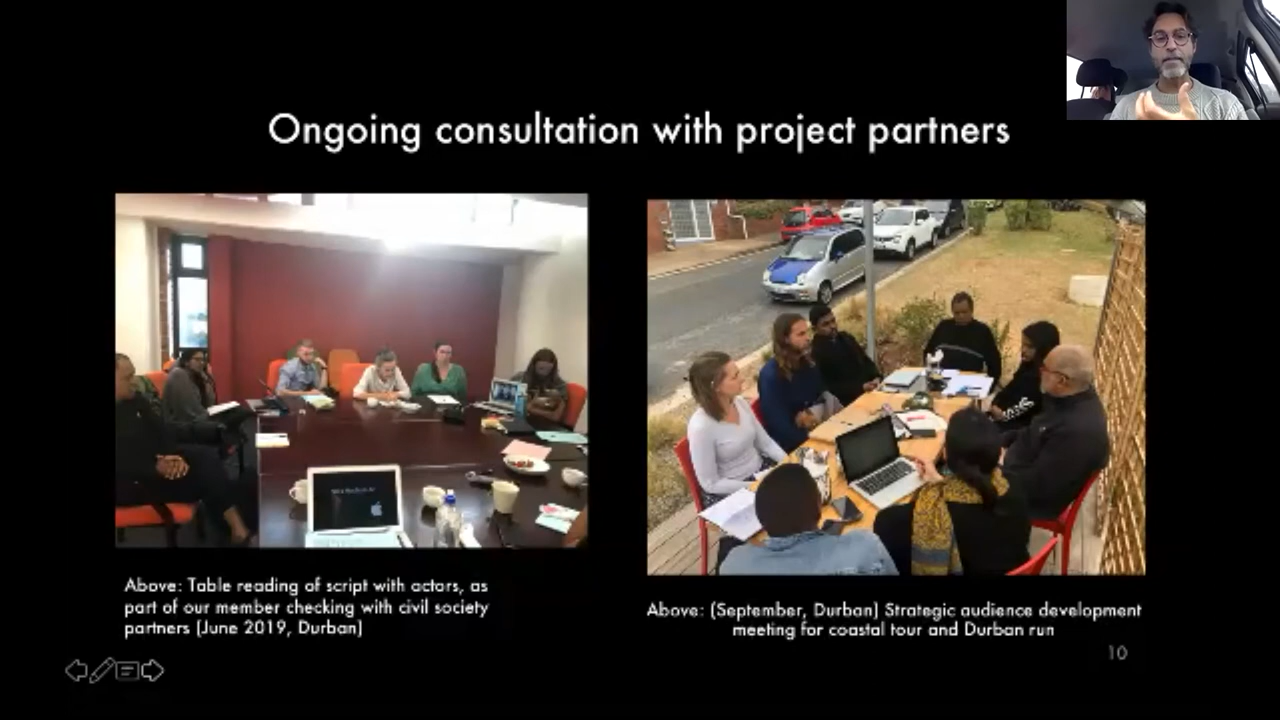 Ongoing consultation with project partners
Above: Table reading of script with actors, as
part of our member checking with civil society
partners (June 2019, Durban)
Above: (September, Durban) Strategic audience development
meeting for coastal tour and Durban run
10